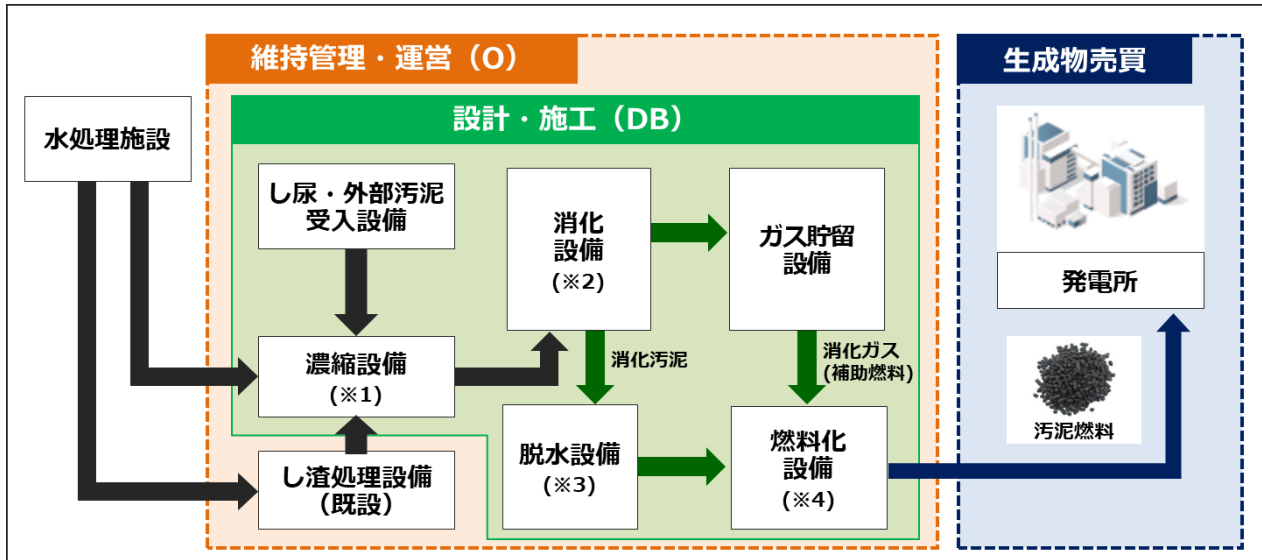 維持管理・運営（O）
生成物売買
設計・施工（DB）
水処理施設
し尿・外部汚泥
受入設備
消化
設備
(※2)
ガス貯留
設備
発電所
消化汚泥
消化ガス
(補助燃料)
濃縮設備
(※1)
汚泥燃料
し渣処理設備
（既設）
脱水設備
(※3)
燃料化
設備
(※4)